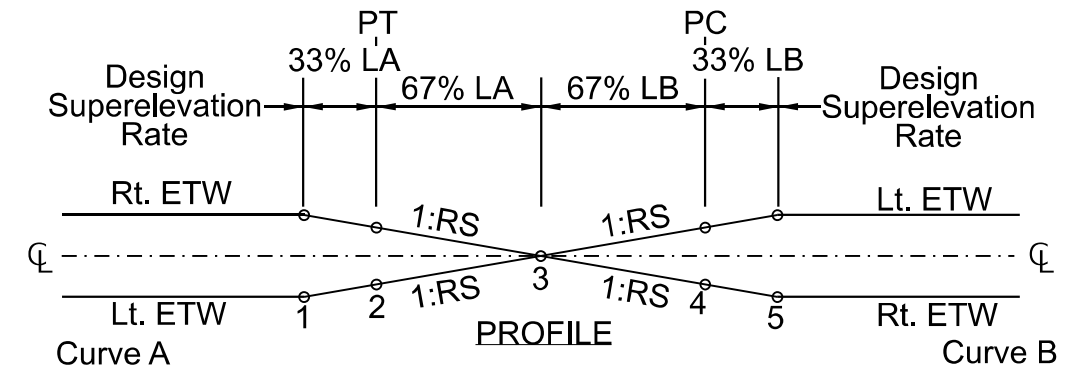 PT
PC
33% LA
33% LB
Design
Superelevation
Rate
67% LA
67% LB
Design
Superelevation
Rate
Rt. ETW
1:RS
1:RS
Lt. ETW
℄
℄
Lt. ETW
1
2
1:RS
3
1:RS
4
5
Rt. ETW
PROFILE
Curve A
Curve B